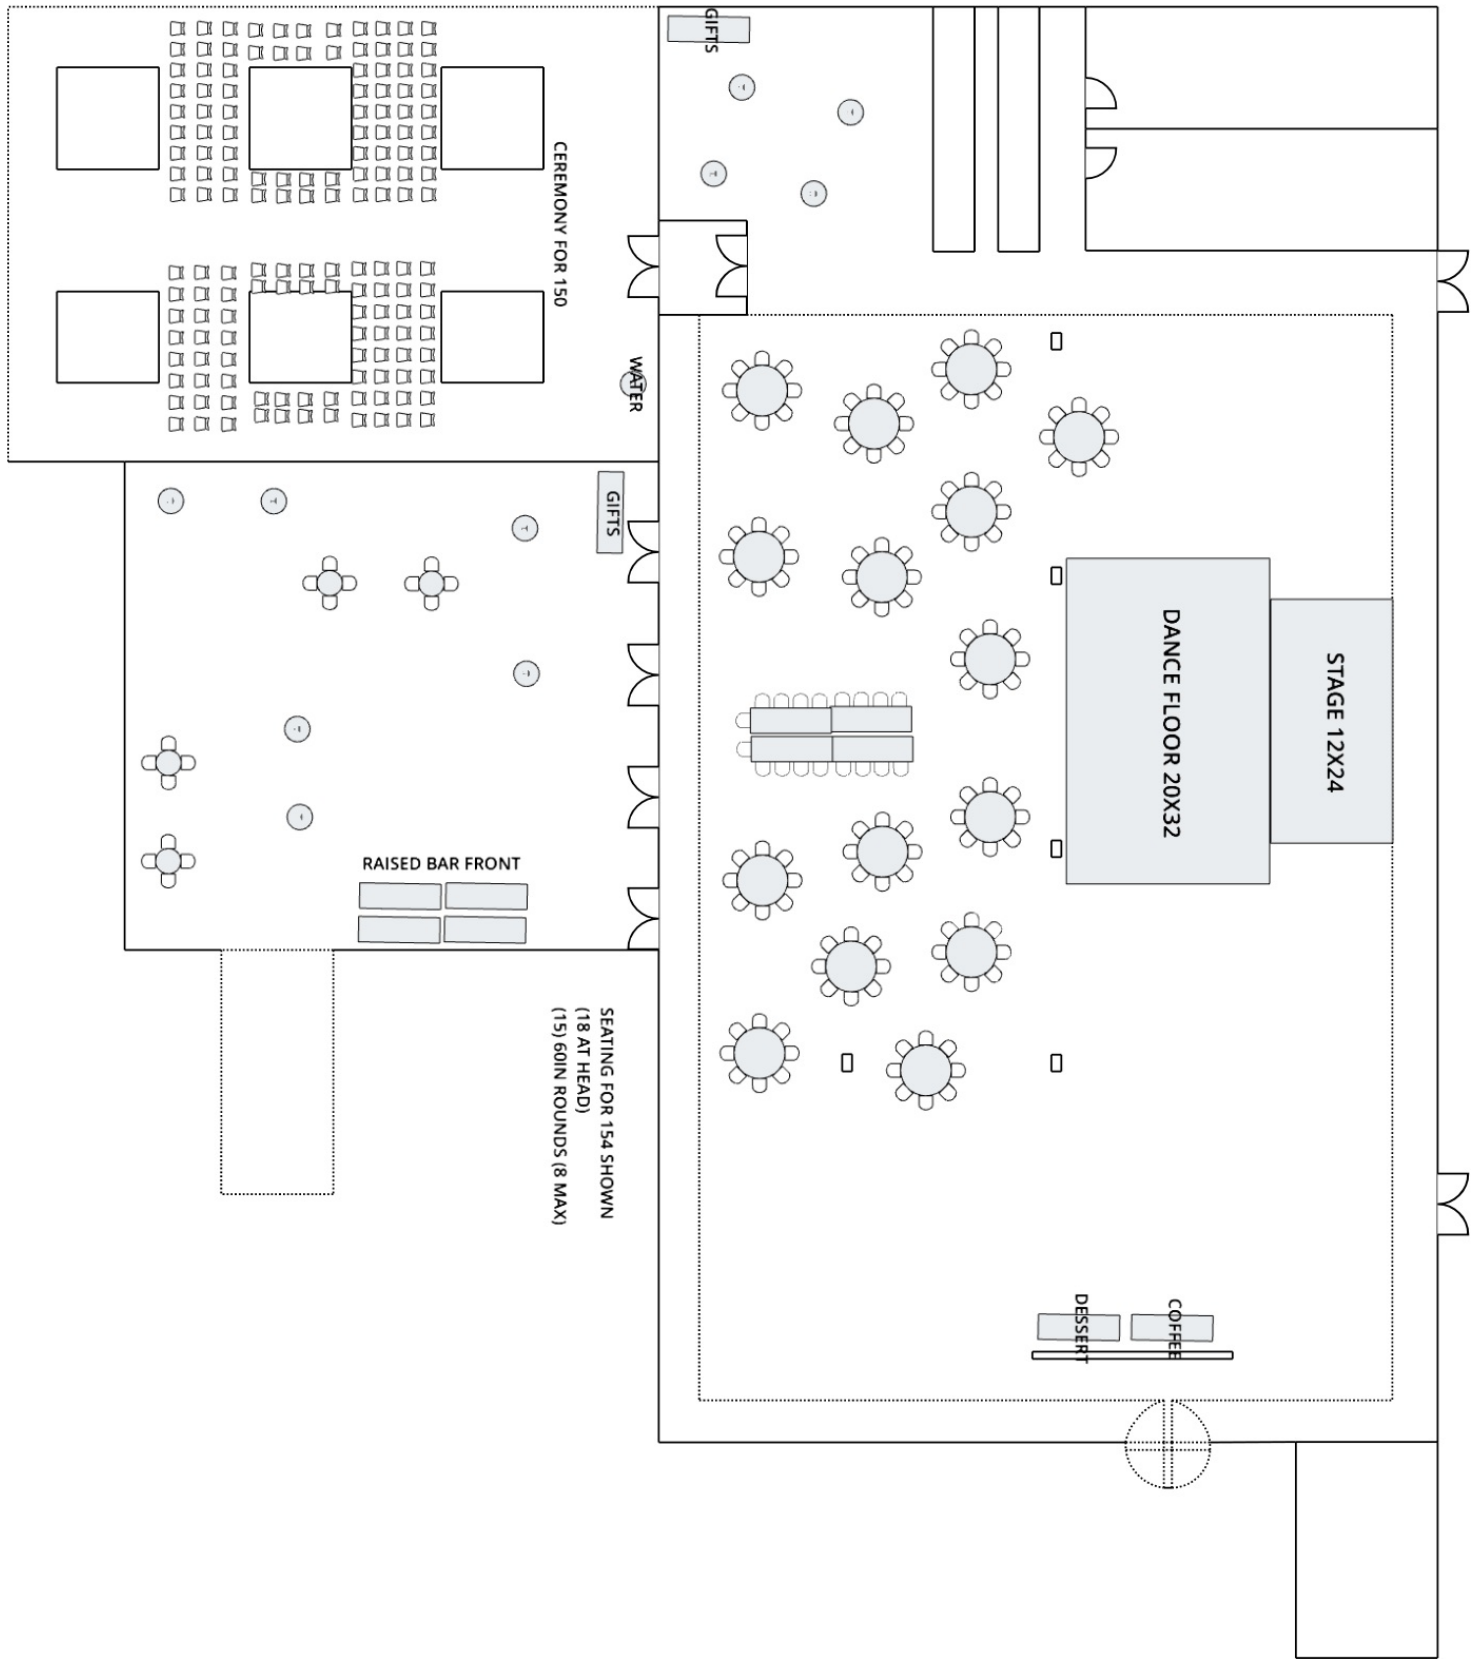 GIFTS
CEREMONY FOR 150
WATER
GIFTS
DANCE FLOOR 20X32
STAGE 12X24
RAISED BAR FRONT
SEATING FOR 154 SHOWN
(18 AT HEAD)
(15) 60IN ROUNDS (8 MAX)
DESSERT
COFFEE